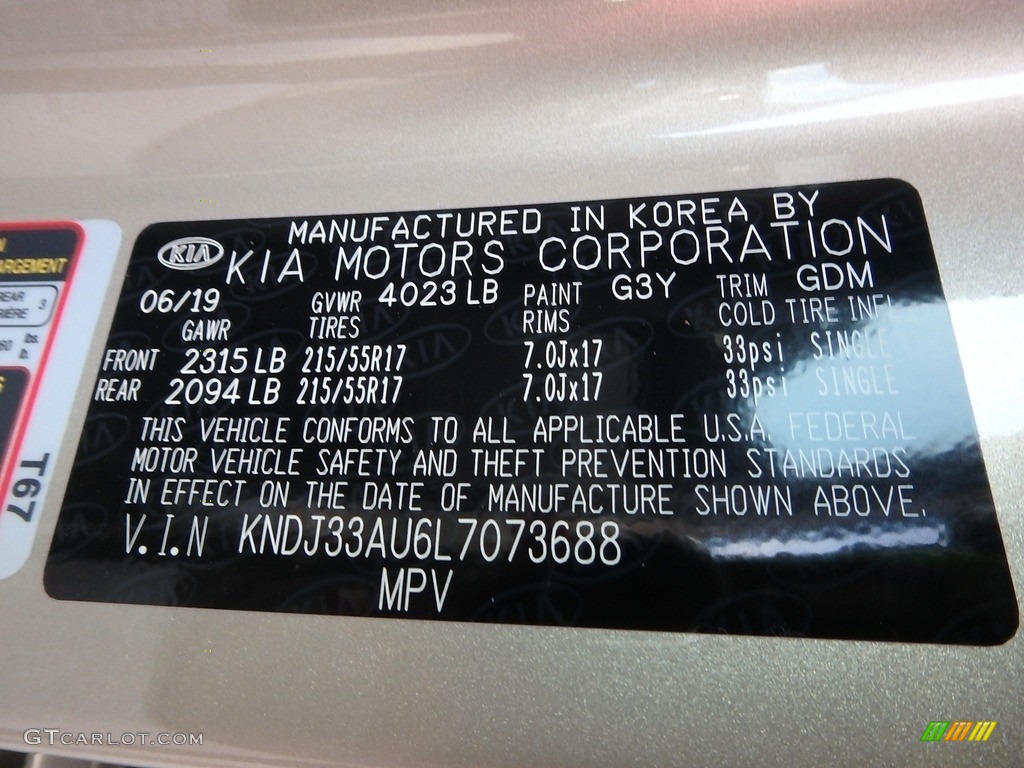 MANUFACTURED IN KOREA BY
KIA KIA MOTORS CORPORATION
06/19 GVWR 4023 LB PAINT G3Y TRIM GDM
GAWR TIRES RIMS COLD TIRE INFL
FRONT 2315 LB 215/55R17 7.0Jx17 33psi SINGLE
REAR 2094 LB 215/55R17 7.0Jx17 33psi SINGLE
THIS VEHICLE CONFORMS TO ALL APPLICABLE U.S.A. FEDERAL
MOTOR VEHICLE SAFETY AND THEFT PREVENTION STANDARDS
IN EFFECT ON THE DATE OF MANUFACTURE SHOWN ABOVE.
V.I.N KNDJ33AU6L7073688
MPV
REAR 3
T67
GTCARLOT.COM